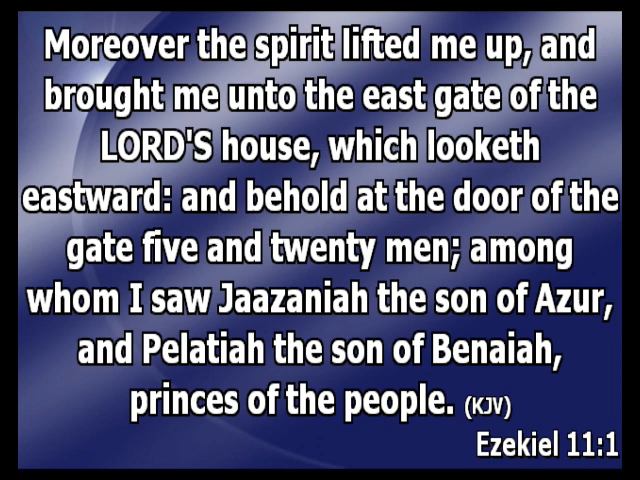 Moreover the spirit lifted me up, and
brought me unto the east gate of the
LORD'S house, which looketh
eastward: and behold at the door of the
gate five and twenty men; among
whom I saw Jaazaniah the son of Azur,
and Pelatiah the son of Benaiah,
princes of the people. (KJV)
Ezekiel 11:1